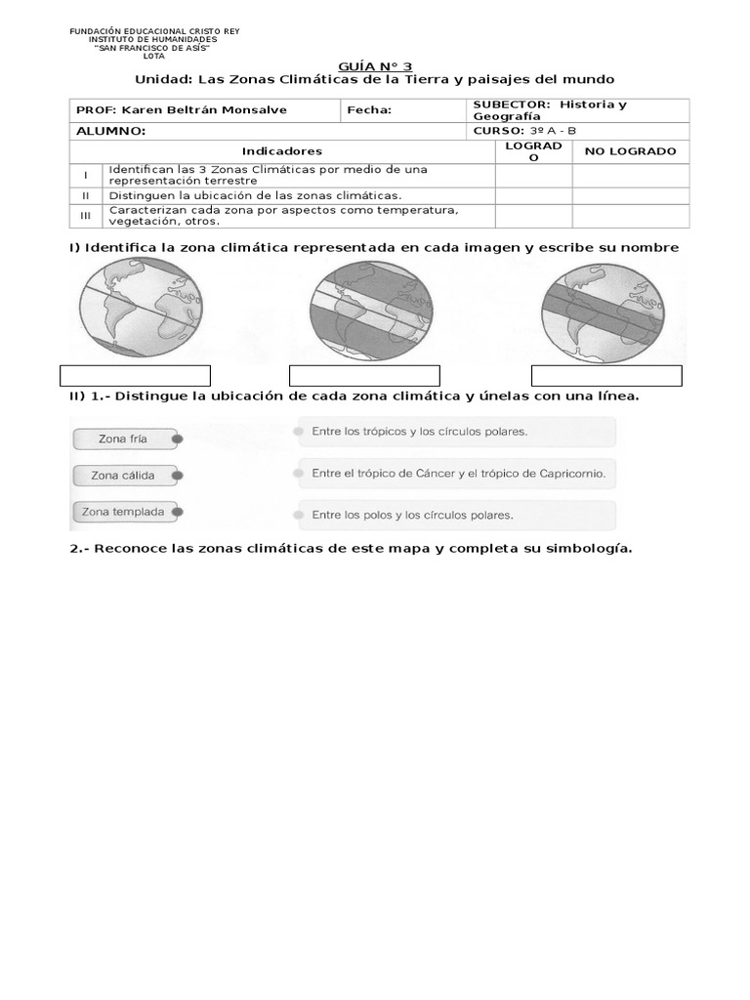 FUNDACIÓN EDUCACIONAL CRISTO REY
INSTITUTO DE HUMANIDADES
"SAN FRANCISCO DE ASÍS"
LOTA
GUÍA N° 3
Unidad: Las Zonas Climáticas de la Tierra y paisajes del mundo
PROF: Karen Beltrán Monsalve
Fecha:
SUBECTOR: Historia y
Geografía
ALUMNO:
CURSO: 3º A - B
Indicadores
LOGRAD
O
NO LOGRADO
I
Identifican las 3 Zonas Climáticas por medio de una
representación terrestre
II
Distinguen la ubicación de las zonas climáticas.
III
Caracterizan cada zona por aspectos como temperatura,
vegetación, otros.
I) Identifica la zona climática representada en cada imagen y escribe su nombre
II) 1.- Distingue la ubicación de cada zona climática y únelas con una línea.
Zona fría
Entre los trópicos y los círculos polares.
Zona cálida
Entre el trópico de Cáncer y el trópico de Capricornio.
Zona templada
Entre los polos y los círculos polares.
2.- Reconoce las zonas climáticas de este mapa y completa su simbología.